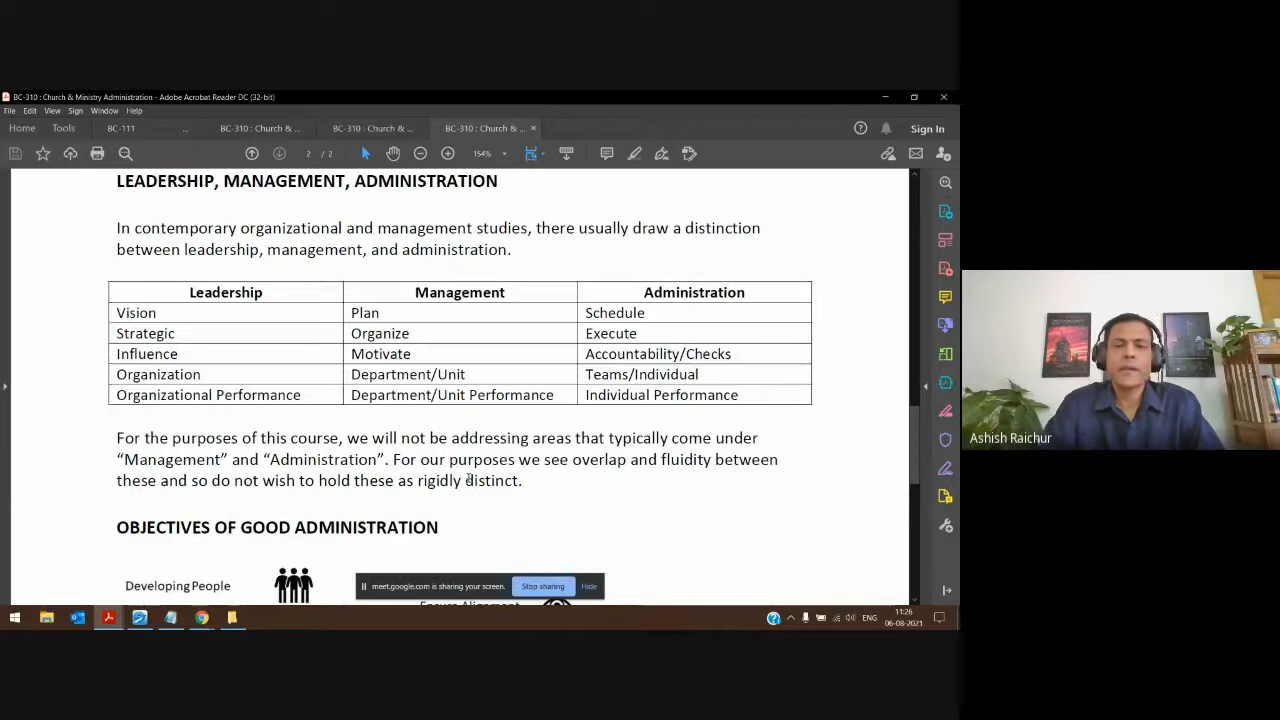 BC-310 : Church & Ministry Administration - Adobe Acrobat Reader DC (32-bit)
File Edit View Sign Window Help
Home Tools BC-111 ... BC-310 : Church & ... BC-310 : Church & ... BC-310 : Church & ... × Sign In
2 / 2 154%
LEADERSHIP, MANAGEMENT, ADMINISTRATION
In contemporary organizational and management studies, there usually draw a distinction
between leadership, management, and administration.
Leadership Management Administration
Vision Plan Schedule
Strategic Organize Execute
Influence Motivate Accountability/Checks
Organization Department/Unit Teams/Individual
Organizational Performance Department/Unit Performance Individual Performance
For the purposes of this course, we will not be addressing areas that typically come under
“Management” and “Administration”. For our purposes we see overlap and fluidity between
these and so do not wish to hold these as rigidly distinct.
OBJECTIVES OF GOOD ADMINISTRATION
Developing People
meet.google.com is sharing your screen. Stop sharing Hide
Ensure Alignment
ENG 11:26
06-08-2021
Ashish Raichur